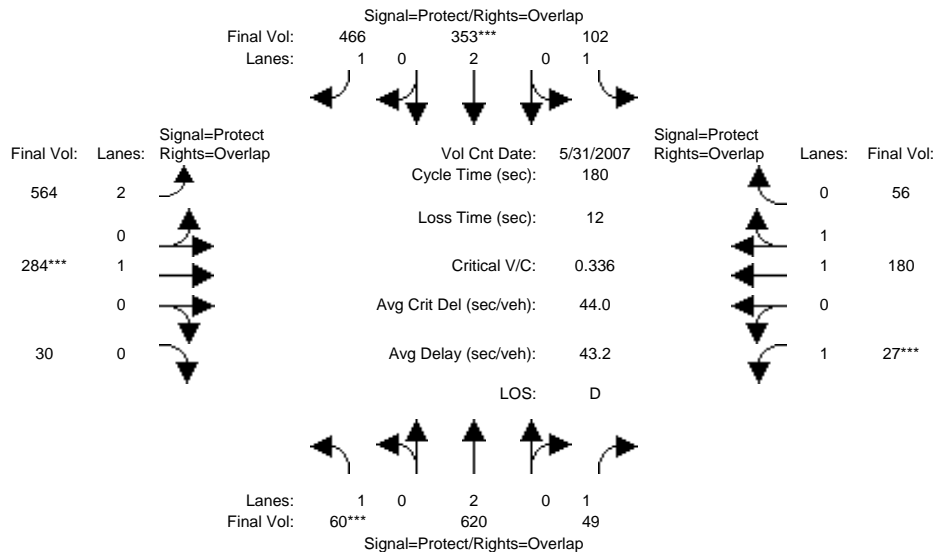 Signal=Protect/Rights=Overlap
Final Vol: 466 353*** 102
Lanes: 1 0 2 0 1
Signal=Protect Signal=Protect
Final Vol: Lanes: Rights=Overlap Vol Cnt Date: 5/31/2007 Rights=Overlap Lanes: Final Vol:
Cycle Time (sec): 180
564 2 0 56
Loss Time (sec): 12
0 1
284*** 1 Critical V/C: 0.336 1 180
0 Avg Crit Del (sec/veh): 44.0 0
30 0 Avg Delay (sec/veh): 43.2 1 27***
LOS: D
Lanes: 1 0 2 0 1
Final Vol: 60*** 620 49
Signal=Protect/Rights=Overlap